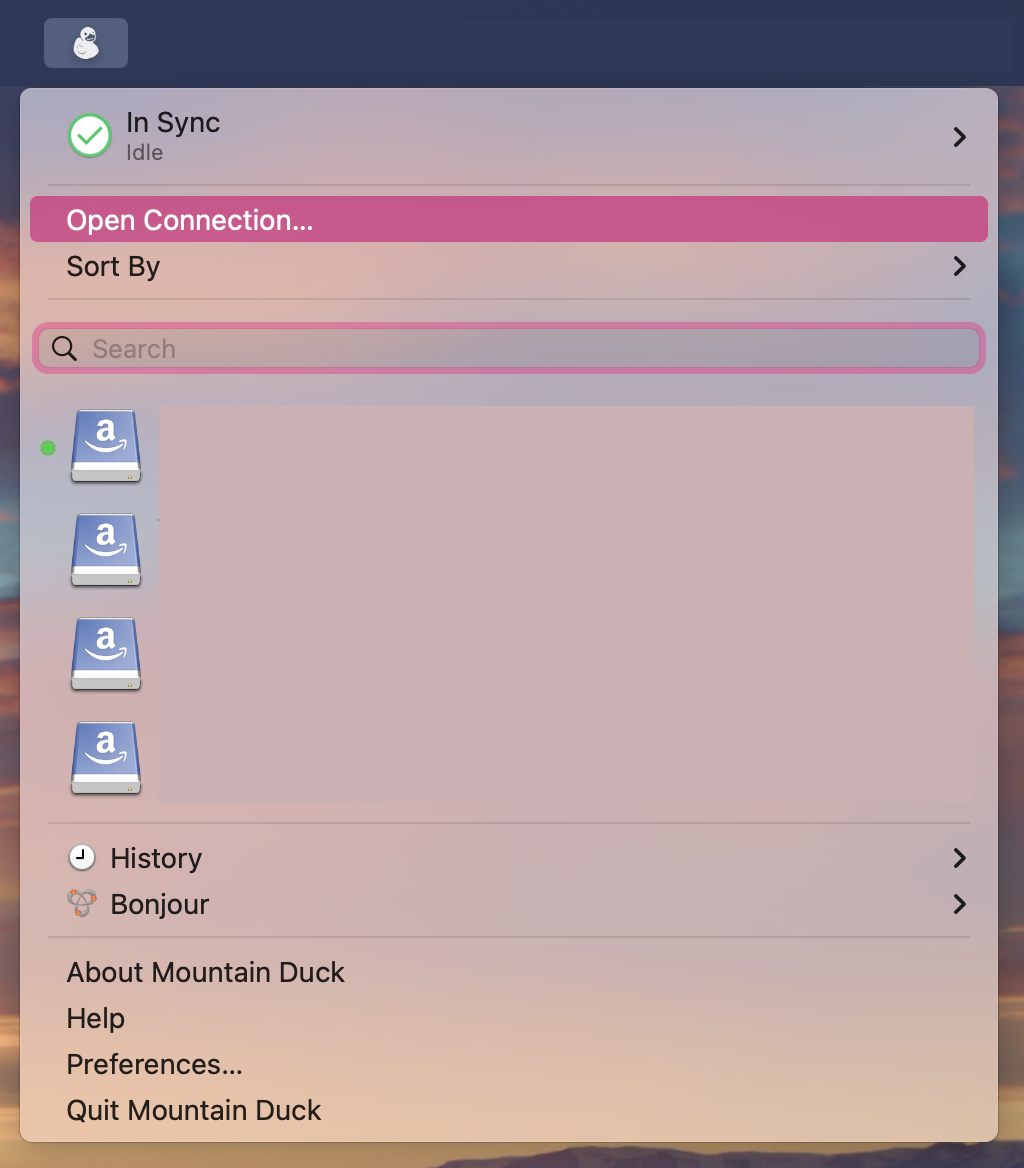 In Sync
Idle
Open Connection...
Sort By
Search
a
a
a
a
History
Bonjour
About Mountain Duck
Help
Preferences...
Quit Mountain Duck